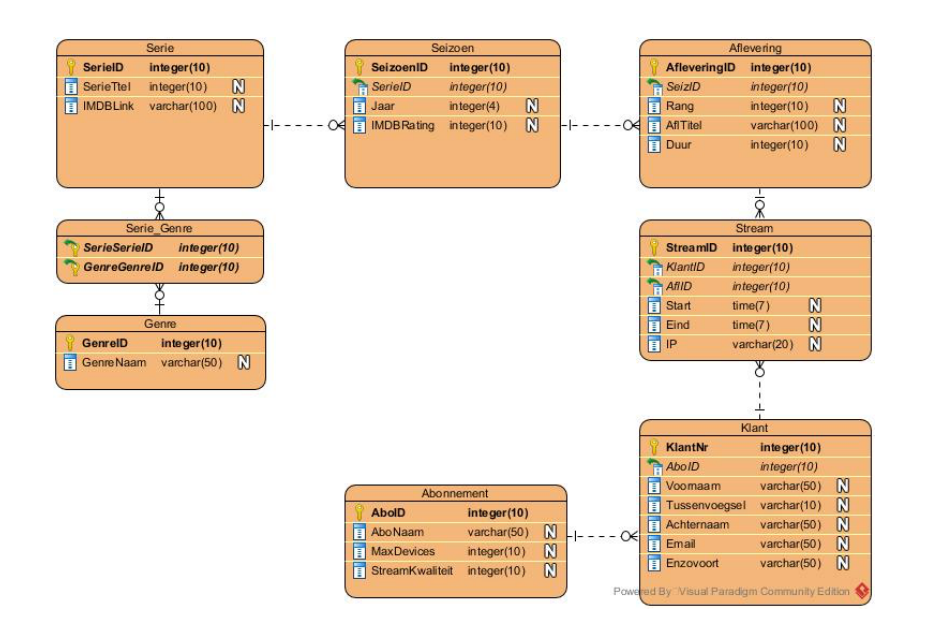 Serie
SerieID integer(10)
SerieTtel integer(10) N
IMDBLink varchar(100) N
Seizoen
SeizoenID integer(10)
SerieID integer(10)
Jaar integer(4) N
IMDBRating integer(10) N
Aflevering
AfleveringID integer(10)
SeizID integer(10)
Rang integer(10) N
AflTitel varchar(100) N
Duur integer(10) N
Serie_Genre
SerieSerieID integer(10)
GenreGenreID integer(10)
Stream
StreamID integer(10)
KlantID integer(10)
AflID integer(10)
Start time(7) N
Eind time(7) N
IP varchar(20) N
Genre
GenreID integer(10)
GenreNaam varchar(50) N
Klant
KlantNr integer(10)
AboID integer(10)
Voornaam varchar(50) N
Tussenvoegsel varchar(10) N
Achternaam varchar(50) N
Email varchar(50) N
Enzovoort varchar(50) N
Abonnement
AboID integer(10)
AboNaam varchar(50) N
MaxDevices integer(10) N
StreamKwaliteit integer(10) N
Powered By Visual Paradigm Community Edition